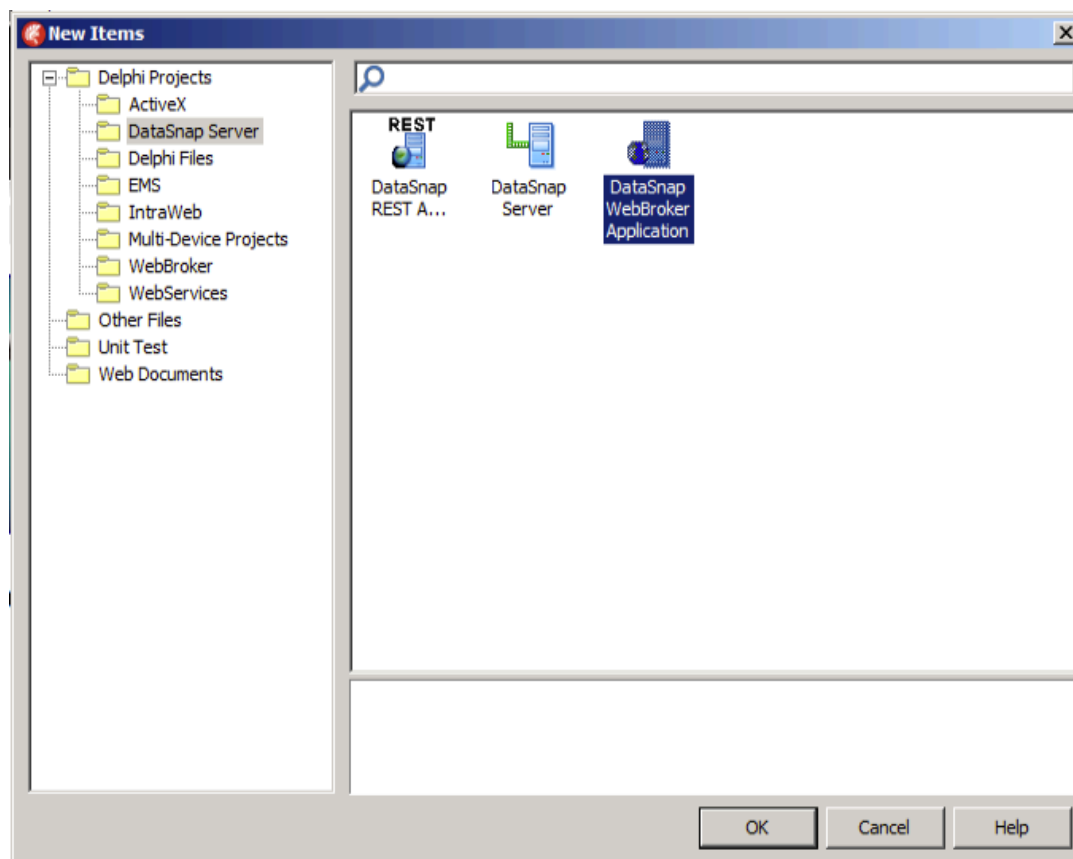 New Items
Delphi Projects
ActiveX
DataSnap Server
Delphi Files
EMS
IntraWeb
Multi-Device Projects
WebBroker
WebServices
Other Files
Unit Test
Web Documents
REST
DataSnap
REST A...
DataSnap
Server
DataSnap
WebBroker
Application
OK
Cancel
Help